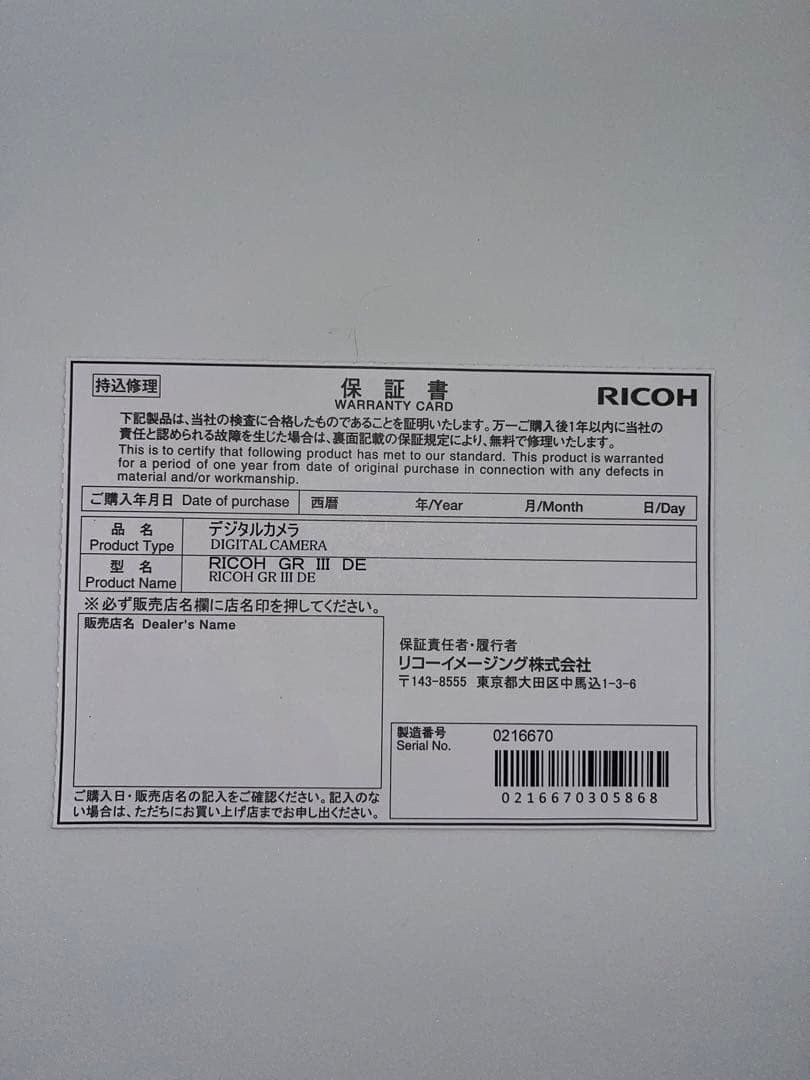 持込修理
保証書
WARRANTY CARD
RICOH
下記製品は、当社の検査に合格したものであることを証明いたします。万一ご購入後1年以内に当社の
責任と認められる故障を生じた場合は、裏面記載の保証規定により、無料で修理いたします。
This is to certify that following product has met to our standard. This product is warranted
for a period of one year from date of original purchase in connection with any defects in
material and/or workmanship.
ご購入年月日 Date of purchase 西暦 年/Year 月/Month 日/Day
品名 デジタルカメラ
Product Type DIGITAL CAMERA
型名 RICOH GR III DE
Product Name RICOH GR III DE
※必ず販売店名欄に店名印を押してください。
販売店名 Dealer's Name
保証責任者・履行者
リコーイメージング株式会社
〒143-8555 東京都大田区中馬込1-3-6
製造番号 0216670
Serial No.
0216670305868
ご購入日・販売店名の記入をご確認ください。記入のな
い場合は、ただちにお買い上げ店までお申し出ください。